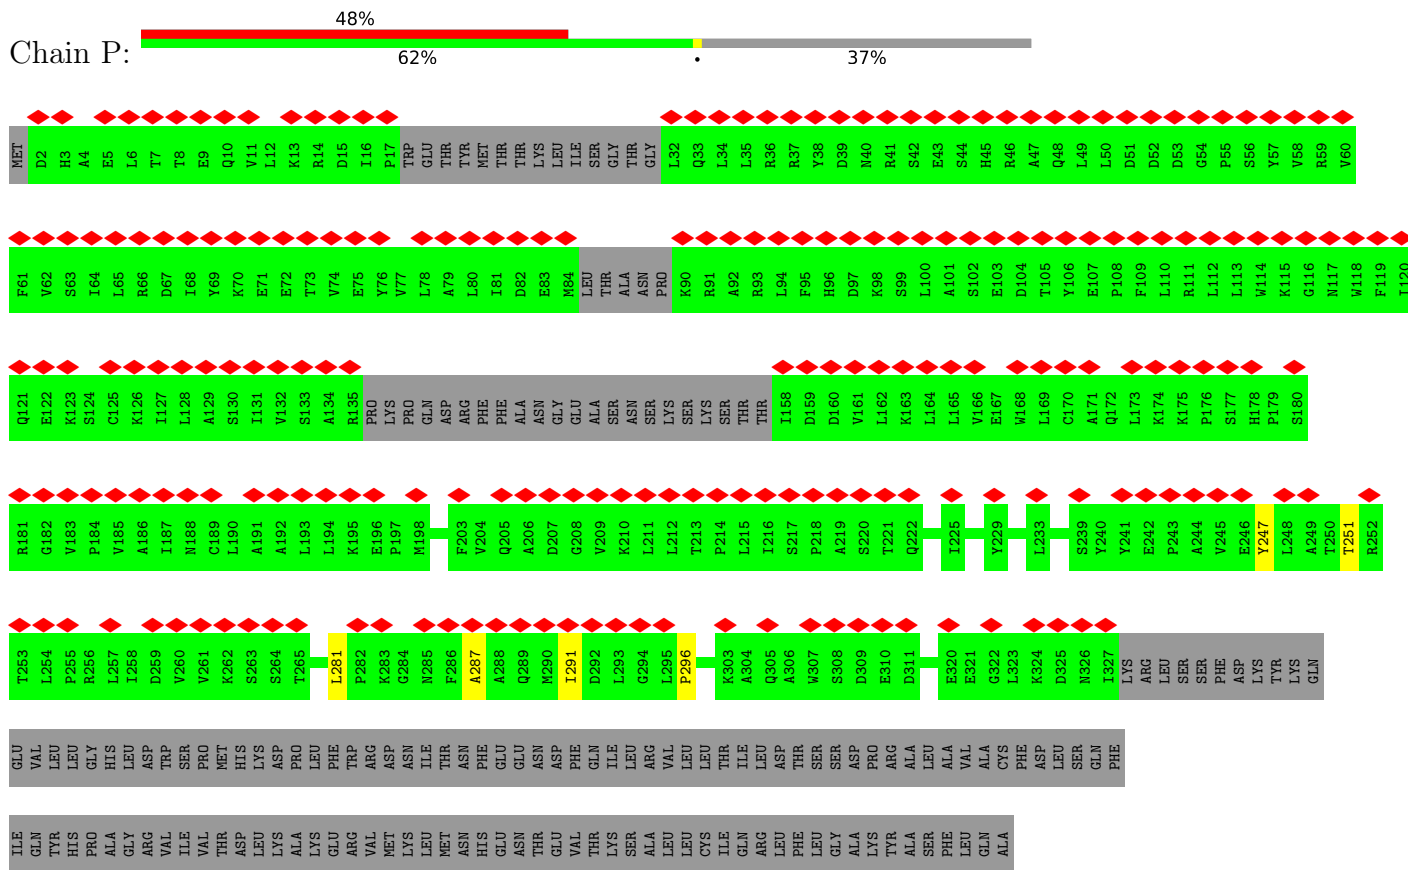 48%
Chain P:
62% • 37%
MET D2 H3 A4 E5 L6 T7 T8 E9 Q10 V11 L12 K13 R14 D15 I16 P17 TRP GLU THR TYR MET THR THR LYS LEU ILE SER GLY THR GLY L32 Q33 L34 L35 R36 R37 Y38 D39 N40 R41 S42 E43 S44 H45 R46 A47 Q48 L49 L50 D51 D52 D53 G54 P55 S56 Y57 V58 R59 V60
F61 V62 S63 I64 L65 R66 D67 I68 Y69 K70 E71 E72 T73 V74 E75 Y76 V77 L78 A79 L80 I81 D82 E83 M84 LEU THR ALA ASN PRO K90 R91 A92 R93 L94 F95 H96 D97 K98 S99 L100 A101 S102 E103 D104 T105 Y106 E107 P108 F109 L110 R111 L112 L113 W114 K115 G116 N117 W118 F119 I120
Q121 E122 K123 S124 C125 K126 I127 L128 A129 S130 I131 V132 S133 A134 R135 PRO LYS PRO GLN ASP ARG PHE PHE ALA ASN GLY GLU ALA SER ASN SER LYS SER LYS SER THR THR I158 D159 D160 V161 L162 K163 L164 L165 V166 E167 W168 L169 C170 A171 Q172 L173 K174 K175 P176 S177 H178 P179 S180
R181 G182 V183 P184 V185 A186 I187 N188 C189 L190 A191 A192 L193 L194 K195 E196 P197 M198 F203 V204 Q205 A206 D207 G208 V209 K210 L211 L212 T213 P214 L215 I216 S217 P218 A219 S220 T221 Q222 I225 Y229 L233 S239 Y240 Y241 E242 P243 A244 V245 E246 Y247 L248 A249 T250 T251 R252
T253 L254 P255 R256 L257 I258 D259 V260 V261 K262 S263 S264 T265 L281 P282 K283 G284 N285 F286 A287 A288 Q289 M290 I291 D292 L293 G294 L295 P296 K303 A304 Q305 A306 W307 S308 D309 E310 D311 E320 E321 G322 L323 K324 D325 N326 I327 LYS ARG LEU SER SER PHE ASP LYS TYR LYS GLN
GLU VAL LEU LEU GLY HIS LEU ASP TRP SER PRO MET HIS LYS ASP PRO LEU PHE TRP ARG ASP ASN ILE THR ASN PHE GLU GLU ASN ASP PHE GLN ILE LEU ARG VAL LEU LEU THR ILE LEU ASP THR SER SER ASP PRO ARG ALA LEU ALA VAL ALA CYS PHE ASP LEU SER GLN PHE
ILE GLN TYR HIS PRO ALA GLY ARG VAL ILE VAL THR ASP LEU LYS ALA LYS GLU ARG VAL MET LYS LEU MET ASN HIS GLU ASN THR GLU VAL THR LYS SER ALA LEU LEU CYS ILE GLN ARG LEU PHE LEU GLY ALA LYS TYR ALA SER PHE LEU GLN ALA